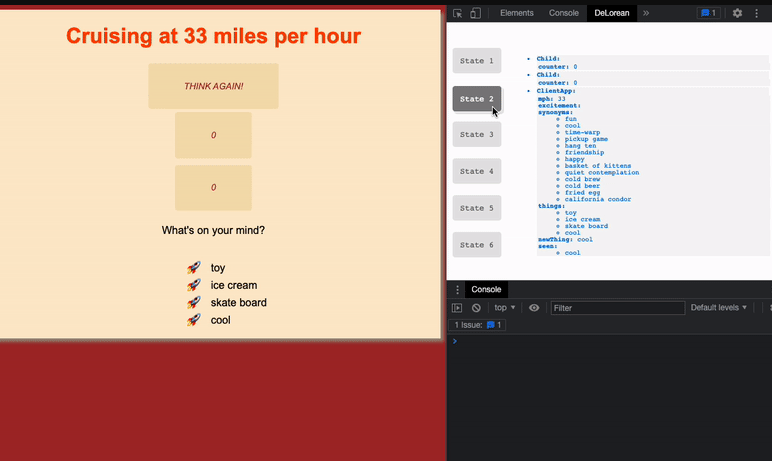 Cruising at 33 miles per hour
THINK AGAIN!
0
0
What's on your mind?
toy
ice cream
skate board
cool
Elements Console DeLorean » 1
State 1
State 2
State 3
State 4
State 5
State 6
Child:
counter: 0
Child:
counter: 0
ClientApp:
mph: 33
excitement:
synonyms:
fun
cool
time-warp
pickup game
hang ten
friendship
happy
basket of kittens
quiet contemplation
cold brew
cold beer
fried egg
california condor
things:
toy
ice cream
skate board
cool
newThing: cool
seen:
cool
Console
top ▾ Filter Default levels ▾
1 Issue: 1